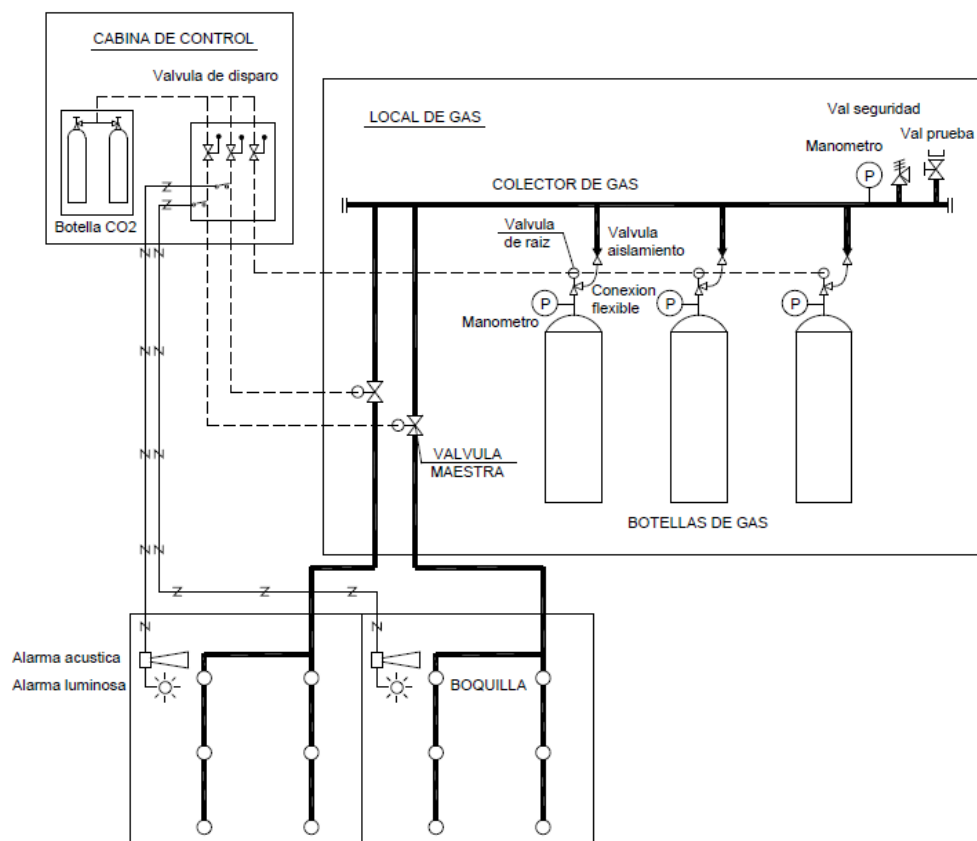 CABINA DE CONTROL
Valvula de disparo
Botella CO2
LOCAL DE GAS
Val seguridad
Val prueba
Manometro
P
COLECTOR DE GAS
Valvula
de raiz
Valvula
aislamiento
Conexion
flexible
P
P
P
Manometro
VALVULA
MAESTRA
BOTELLAS DE GAS
Alarma acustica
Alarma luminosa
BOQUILLA